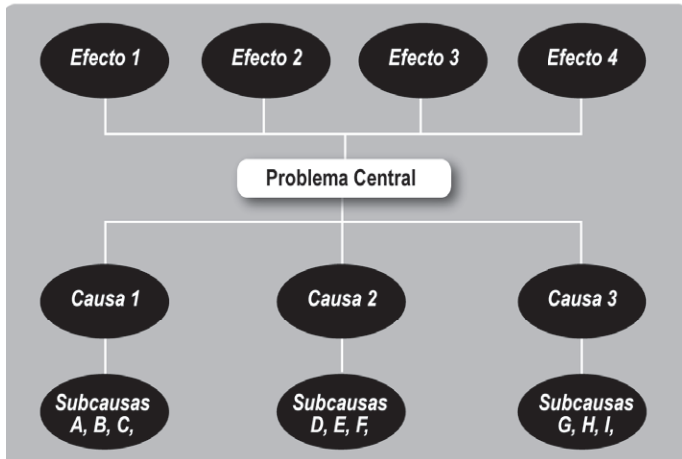 Efecto 1
Efecto 2
Efecto 3
Efecto 4
Problema Central
Causa 1
Causa 2
Causa 3
Subcausas
A, B, C,
Subcausas
D, E, F,
Subcausas
G, H, I,